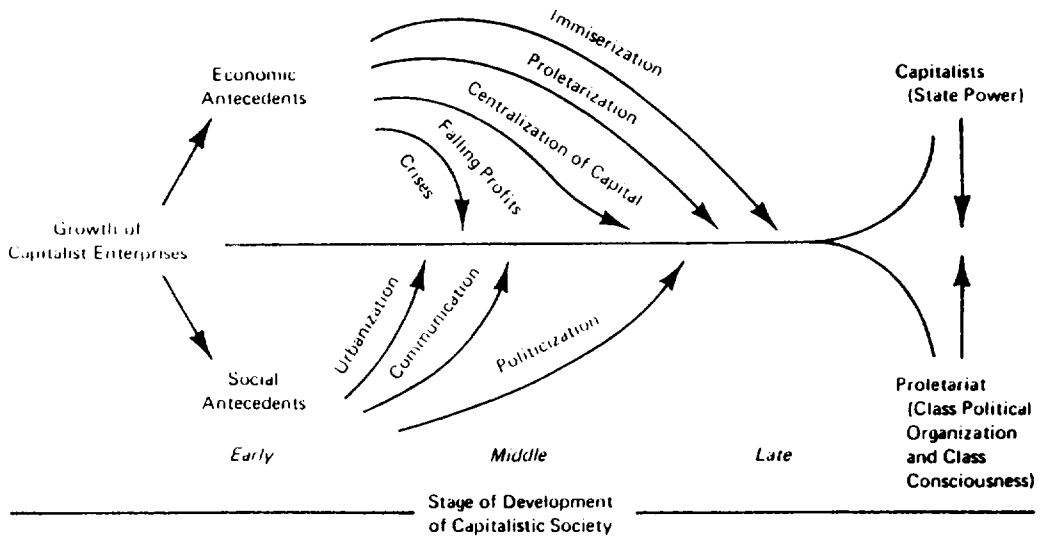 Immiserization
Economic
Antecedents
Proletarization
Capitalists
(State Power)
Centralization of Capital
Falling Profits
Crises
Growth of
Capitalist Enterprises
Urbanization
Communication
Politicization
Social
Antecedents
Proletariat
(Class Political
Organization
and Class
Consciousness)
Early
Middle
Late
Stage of Development
of Capitalistic Society